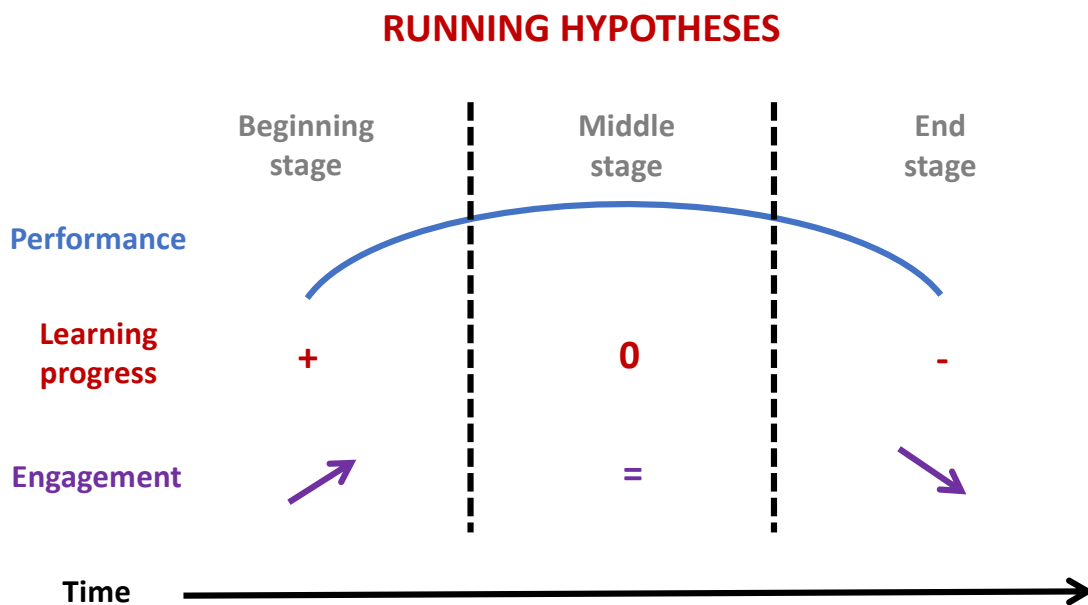 RUNNING HYPOTHESES
Beginning
stage
Middle
stage
End
stage
Performance
Learning
progress
+
0
-
Engagement
=
Time